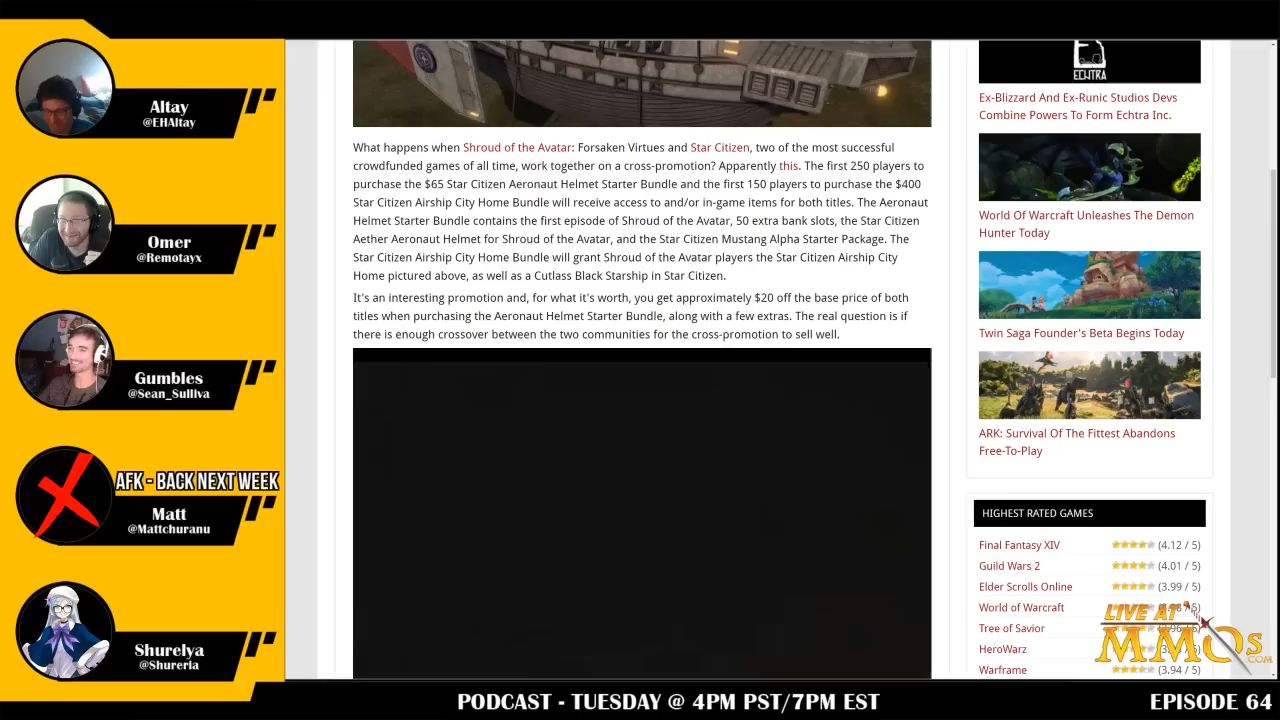 Altay
@EHAltay
Omer
@Remotayx
Gumbles
@Sean_Sulliva
AFK - BACK NEXT WEEK
Matt
@Mattchuranu
Shurelya
@Shureria
What happens when Shroud of the Avatar: Forsaken Virtues and Star Citizen, two of the most successful
crowdfunded games of all time, work together on a cross-promotion? Apparently this. The first 250 players to
purchase the $65 Star Citizen Aeronaut Helmet Starter Bundle and the first 150 players to purchase the $400
Star Citizen Airship City Home Bundle will receive access to and/or in-game items for both titles. The Aeronaut
Helmet Starter Bundle contains the first episode of Shroud of the Avatar, 50 extra bank slots, the Star Citizen
Aether Aeronaut Helmet for Shroud of the Avatar, and the Star Citizen Mustang Alpha Starter Package. The
Star Citizen Airship City Home Bundle will grant Shroud of the Avatar players the Star Citizen Airship City
Home pictured above, as well as a Cutlass Black Starship in Star Citizen.
It's an interesting promotion and, for what it's worth, you get approximately $20 off the base price of both
titles when purchasing the Aeronaut Helmet Starter Bundle, along with a few extras. The real question is if
there is enough crossover between the two communities for the cross-promotion to sell well.
ECHTRA
Ex-Blizzard And Ex-Runic Studios Devs
Combine Powers To Form Echtra Inc.
World Of Warcraft Unleashes The Demon
Hunter Today
Twin Saga Founder's Beta Begins Today
ARK: Survival Of The Fittest Abandons
Free-To-Play
HIGHEST RATED GAMES
Final Fantasy XIV (4.12 / 5)
Guild Wars 2 (4.01 / 5)
Elder Scrolls Online (3.99 / 5)
World of Warcraft
Tree of Savior
HeroWarz
Warframe (3.94 / 5)
LIVE AT
MMOs
.COM
PODCAST - TUESDAY @ 4PM PST/7PM EST
EPISODE 64